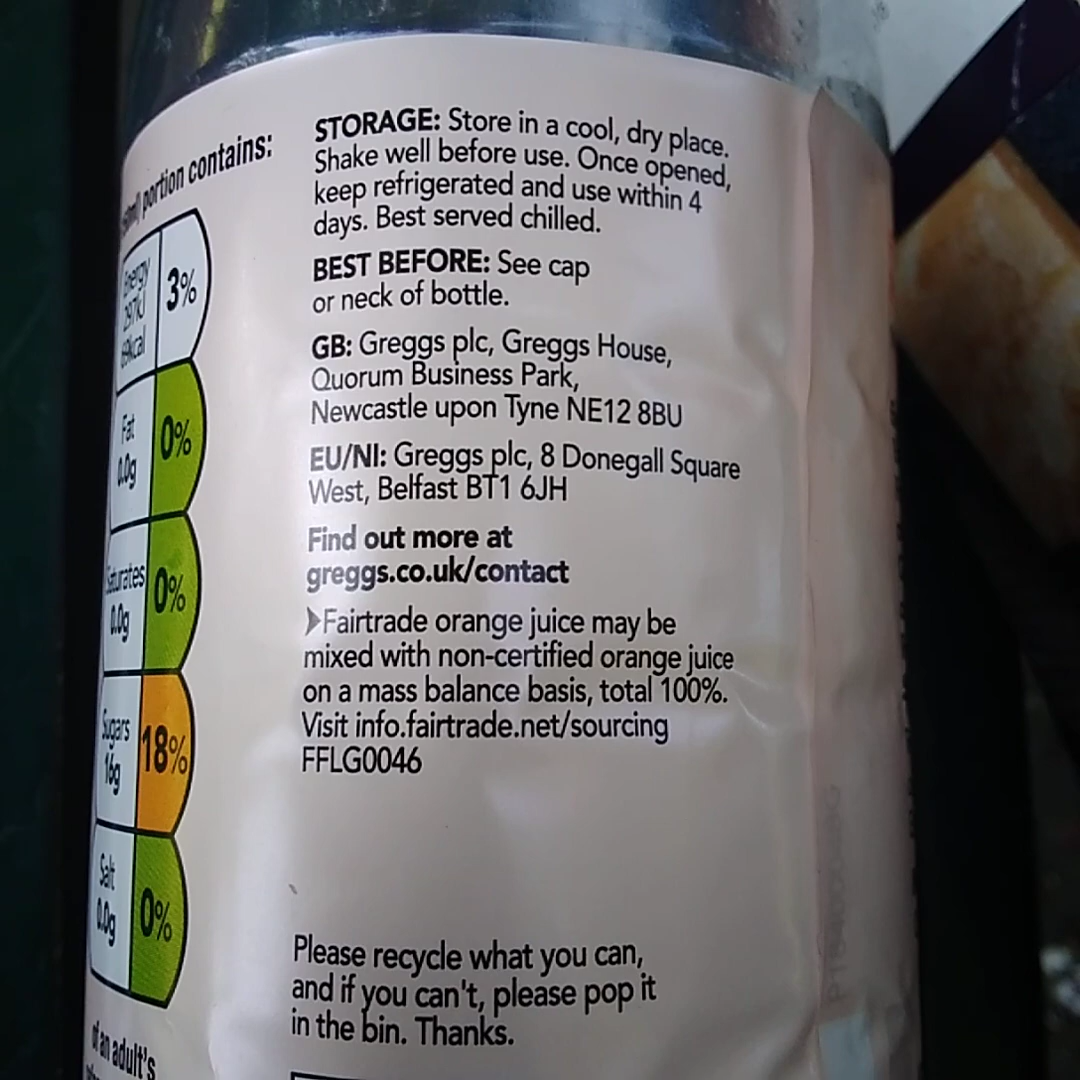 portion contains:
Energy
297kJ
69kcal
3%
Fat
0.0g
0%
Saturates
0.0g
0%
Sugars
16g
18%
Salt
0.0g
0%
of an adult's
STORAGE: Store in a cool, dry place.
Shake well before use. Once opened,
keep refrigerated and use within 4
days. Best served chilled.
BEST BEFORE: See cap
or neck of bottle.
GB: Greggs plc, Greggs House,
Quorum Business Park,
Newcastle upon Tyne NE12 8BU
EU/NI: Greggs plc, 8 Donegall Square
West, Belfast BT1 6JH
Find out more at
greggs.co.uk/contact
Fairtrade orange juice may be
mixed with non-certified orange juice
on a mass balance basis, total 100%.
Visit info.fairtrade.net/sourcing
FFLG0046
Please recycle what you can,
and if you can't, please pop it
in the bin. Thanks.